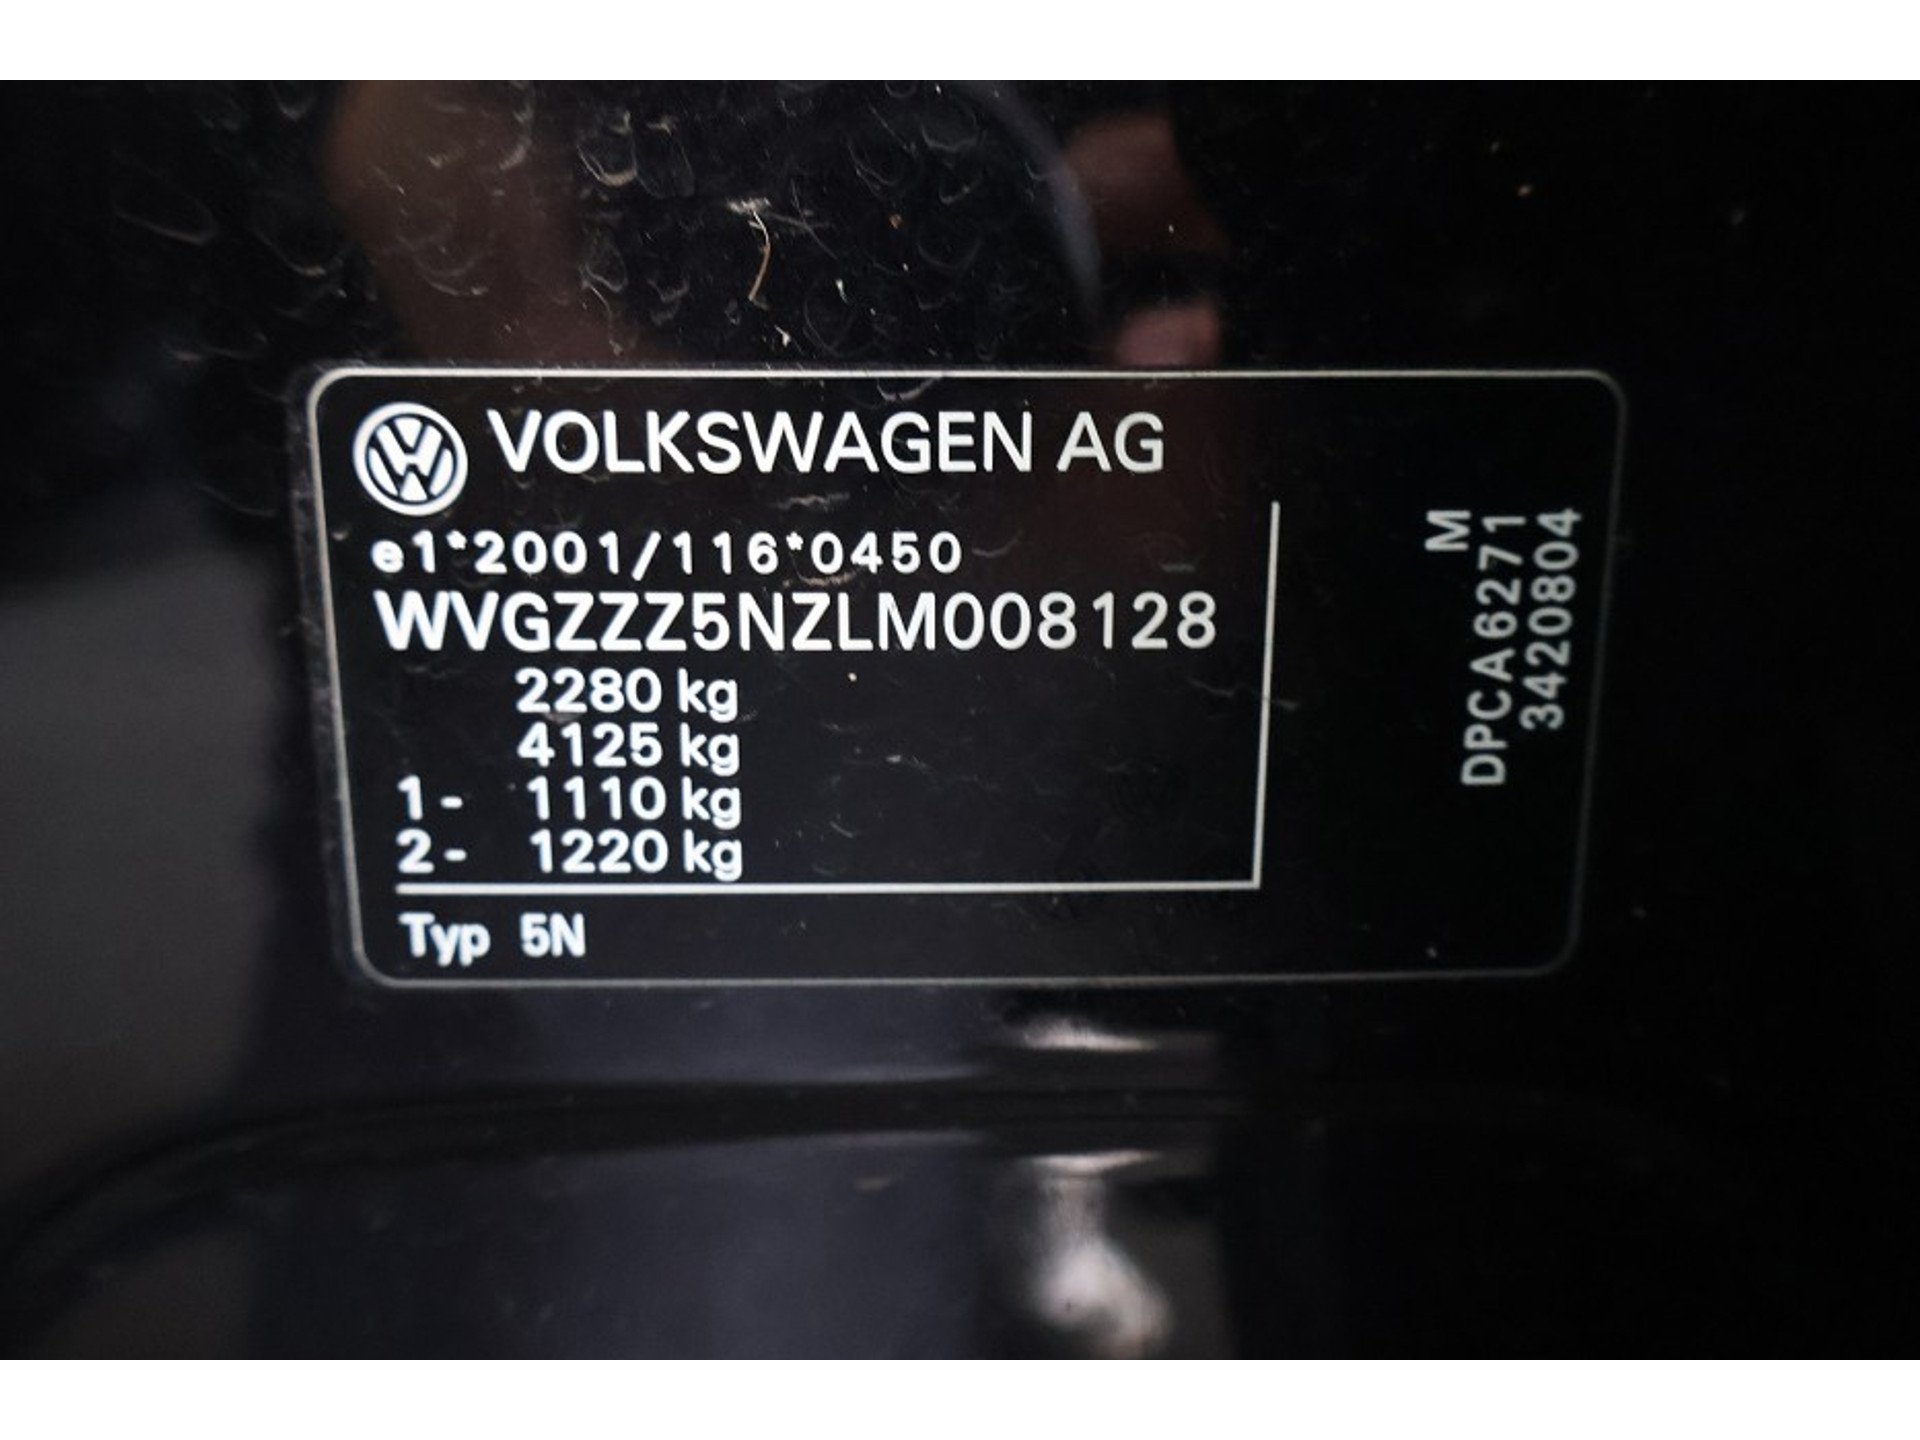 VOLKSWAGEN AG
e1*2001/116*0450
WVGZZZ5NZLM008128
2280 kg
4125 kg
1- 1110 kg
2- 1220 kg
Typ 5N
M
DPCA6271
3420804